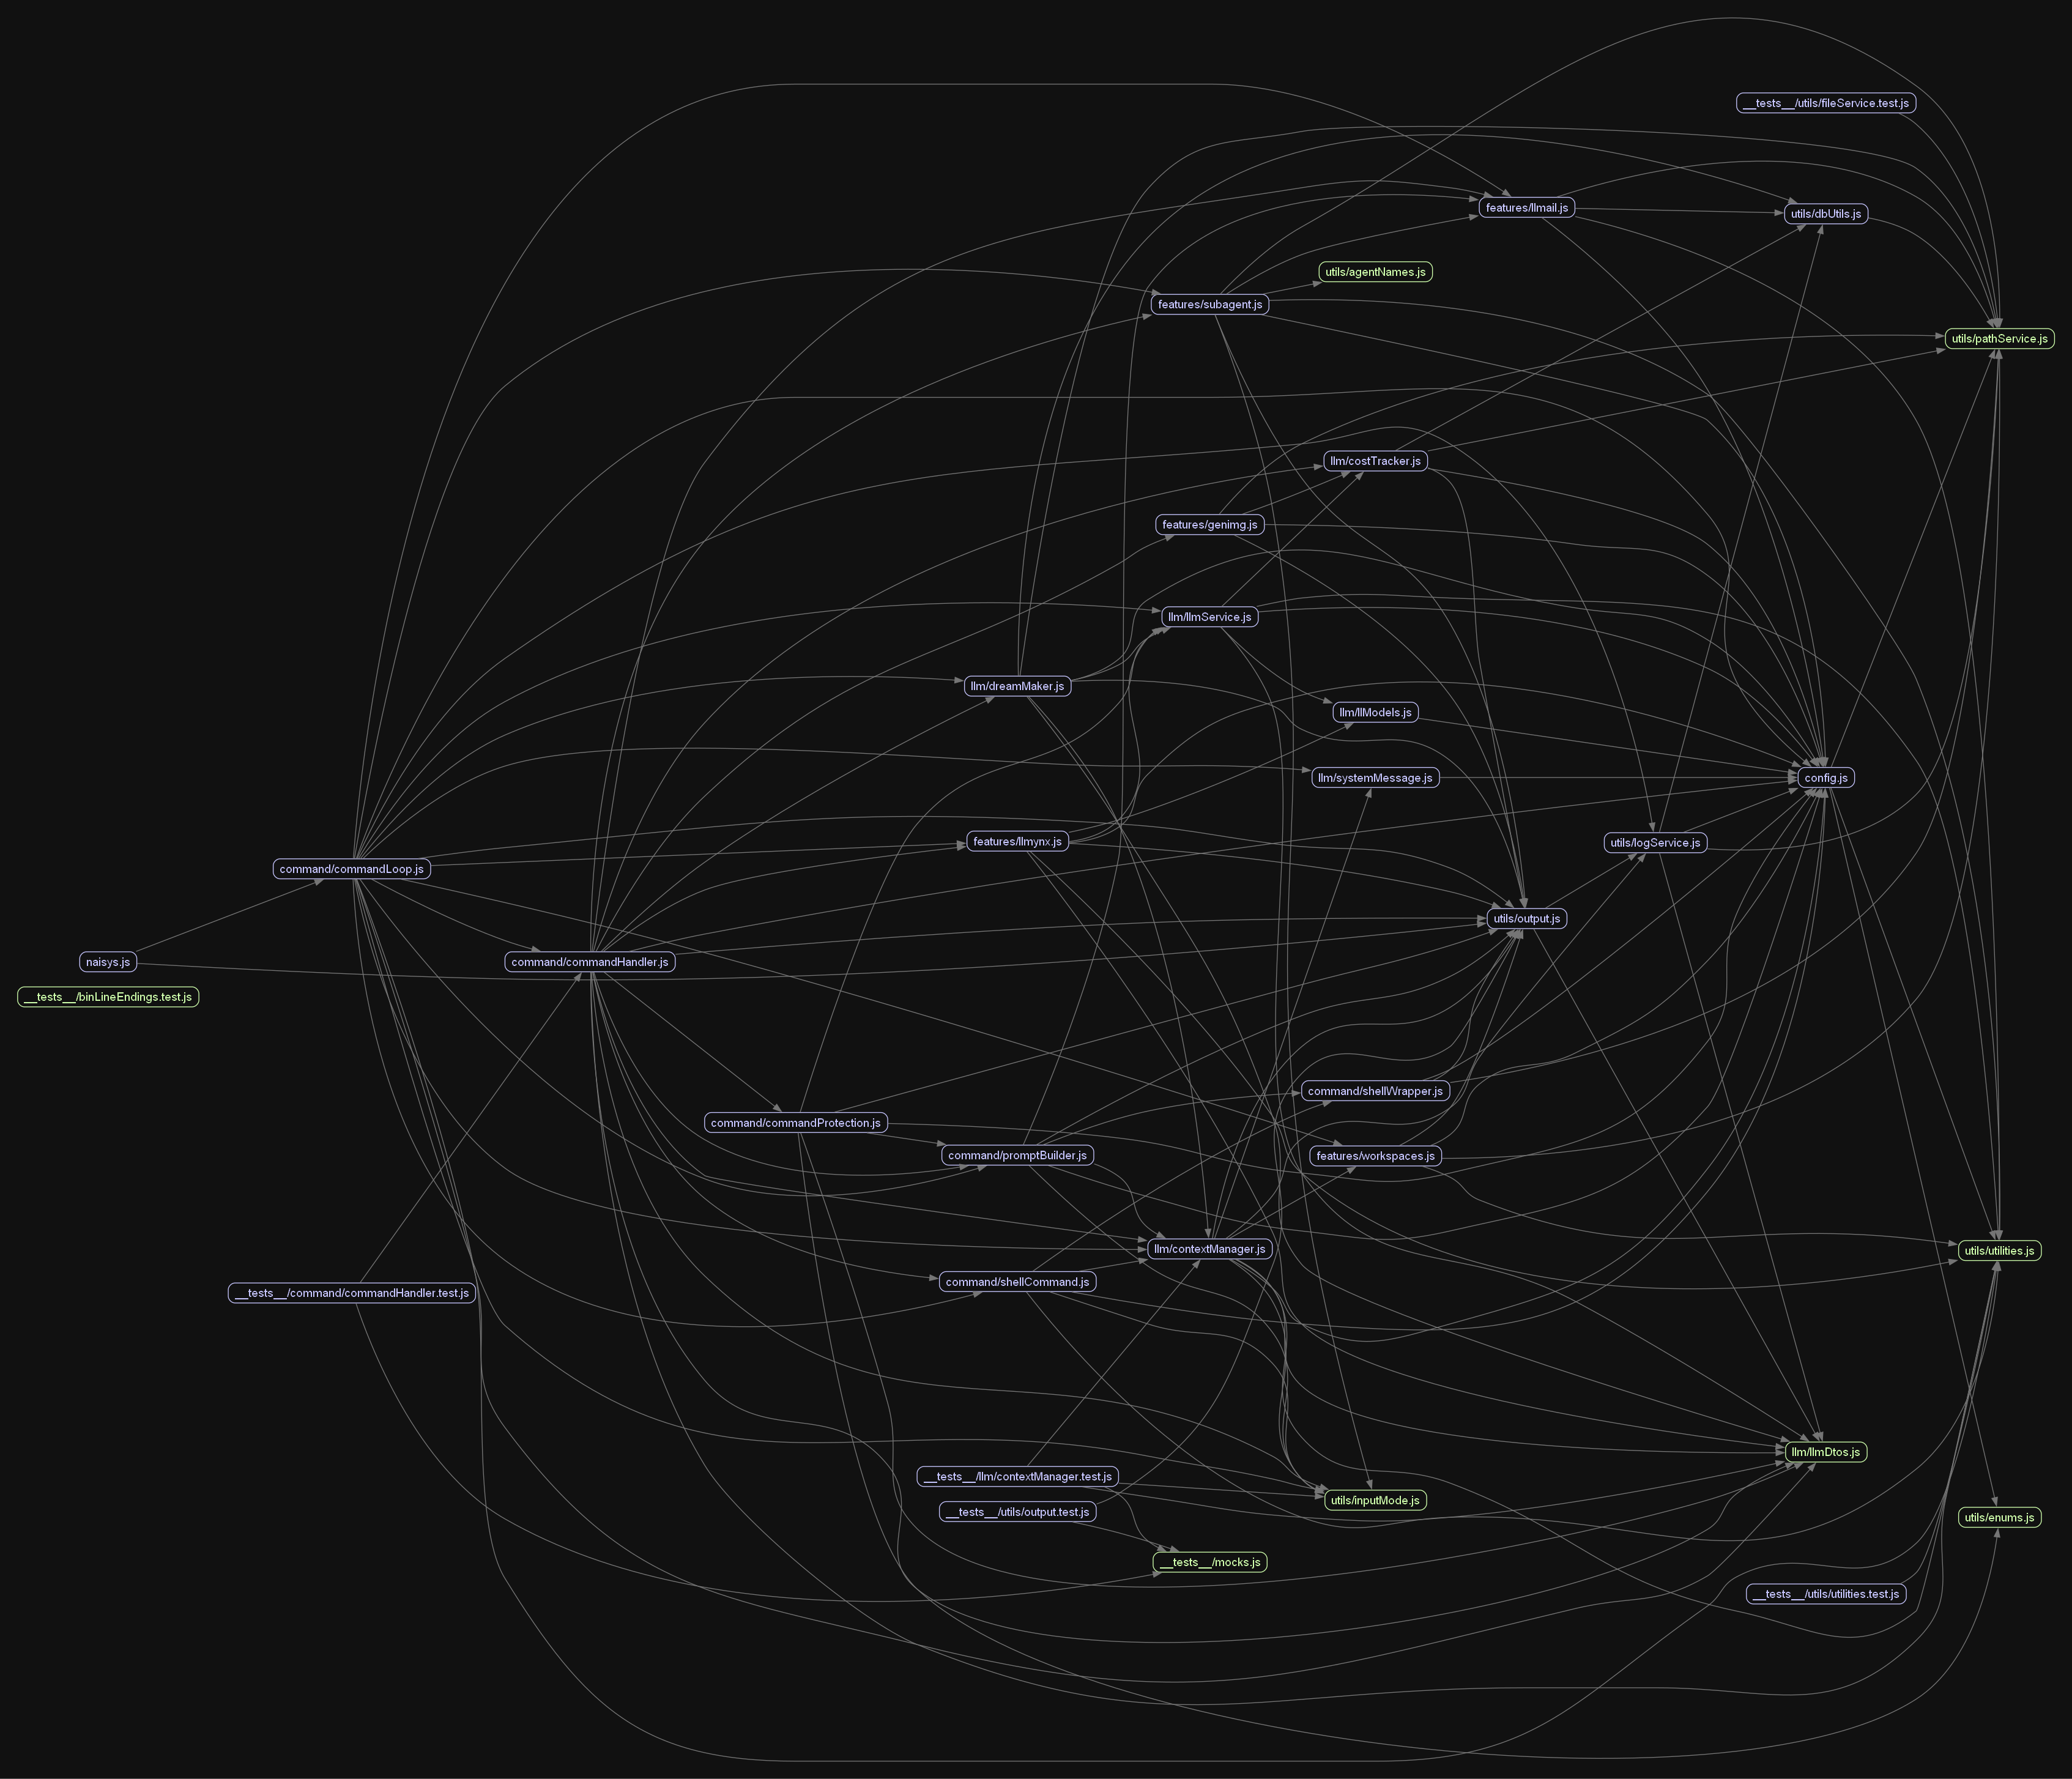 __tests__/utils/fileService.test.js
features/llmail.js
utils/dbUtils.js
utils/agentNames.js
features/subagent.js
utils/pathService.js
llm/costTracker.js
features/genimg.js
llm/llmService.js
llm/dreamMaker.js
llm/llModels.js
llm/systemMessage.js
config.js
features/llmynx.js
utils/logService.js
command/commandLoop.js
utils/output.js
naisys.js
command/commandHandler.js
__tests__/binLineEndings.test.js
command/shellWrapper.js
command/commandProtection.js
command/promptBuilder.js
features/workspaces.js
llm/contextManager.js
utils/utilities.js
command/shellCommand.js
__tests__/command/commandHandler.test.js
llm/llmDtos.js
__tests__/llm/contextManager.test.js
utils/inputMode.js
__tests__/utils/output.test.js
utils/enums.js
__tests__/mocks.js
__tests__/utils/utilities.test.js